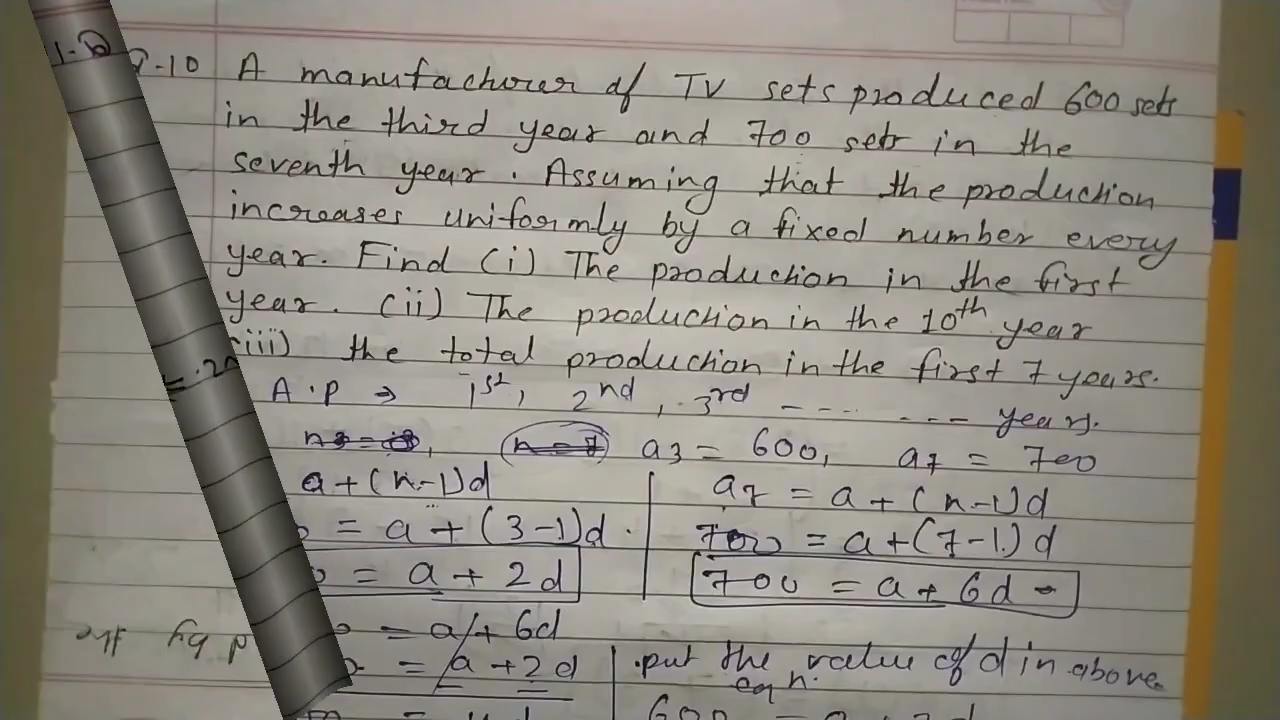 Q-10 A manufacturer of TV sets produced 600 sets
in the third year and 700 sets in the
seventh year. Assuming that the production
increases uniformly by a fixed number every
year. Find (i) The production in the first
year. (ii) The production in the 10th year
(iii) the total production in the first 7 years.
A.P → 1st, 2nd, 3rd ---- ---- years.
a3 = 600, a7 = 700
a+(n-1)d
a7 = a+(n-1)d
= a+(3-1)d
700 = a+(7-1)d
= a+2d
700 = a+6d -
= a+6d
= a+2d
put the value of d in above
eqn.